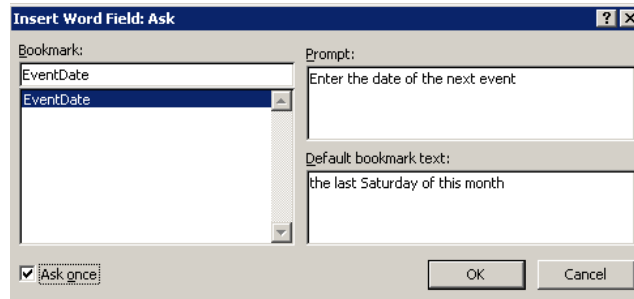 Insert Word Field: Ask
Bookmark:
EventDate
EventDate
Prompt:
Enter the date of the next event
Default bookmark text:
the last Saturday of this month
Ask once
OK
Cancel